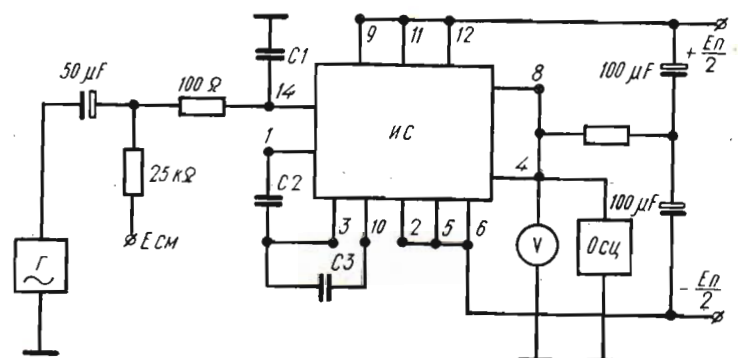 9 11 12
+ Eп/2
C1
50 μF
100 Ω
14
8
100 μF
ИС
1
25 кΩ
C2
4
100 μF
E см
3 10 2 5 6
Г
C3
V
Осц
- Eп/2